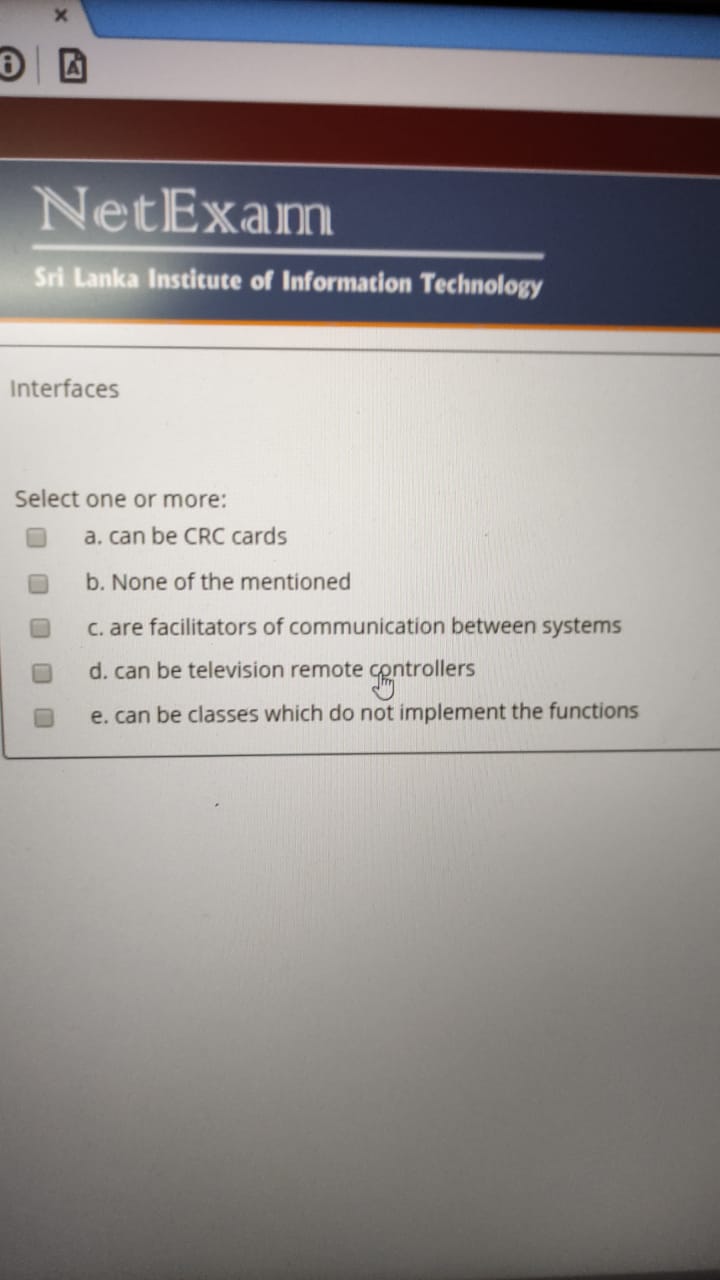 NetExam
Sri Lanka Institute of Information Technology
Interfaces
Select one or more:
a. can be CRC cards
b. None of the mentioned
c. are facilitators of communication between systems
d. can be television remote controllers
e. can be classes which do not implement the functions